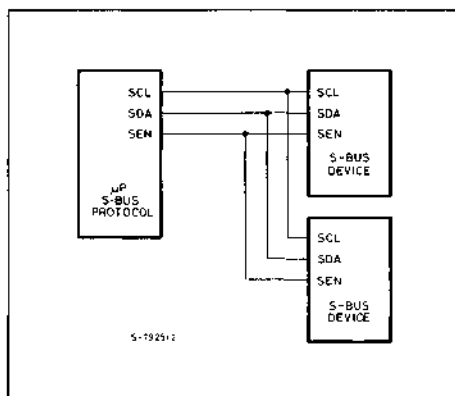 SCL
SDA
SEN
μP
S-BUS
PROTOCOL
SCL
SDA
SEN
S-BUS
DEVICE
SCL
SDA
SEN
S-BUS
DEVICE